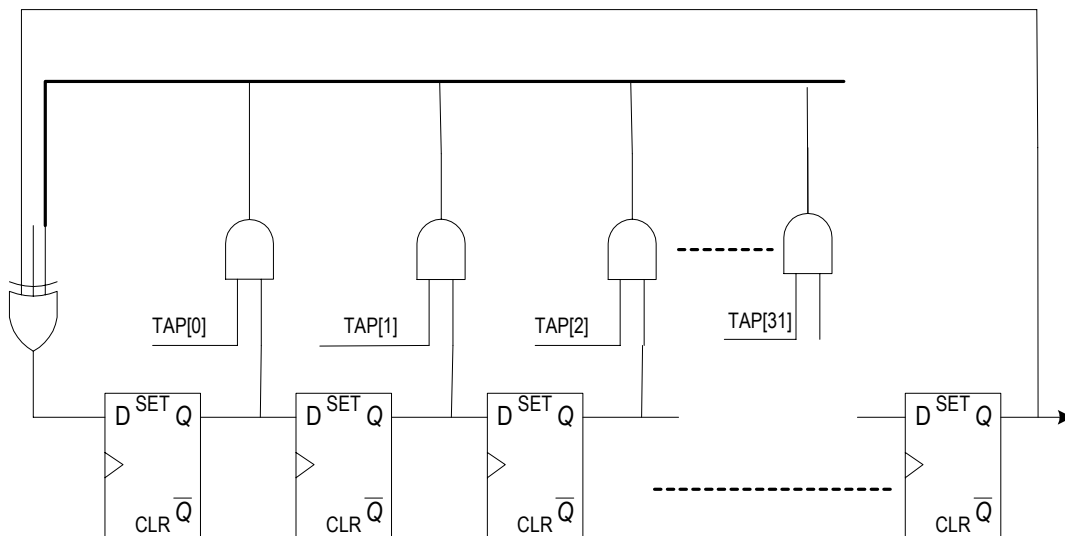 TAP[0]
TAP[1]
TAP[2]
TAP[31]
D SET Q
CLR Q
D SET Q
CLR Q
D SET Q
CLR Q
D SET Q
CLR Q